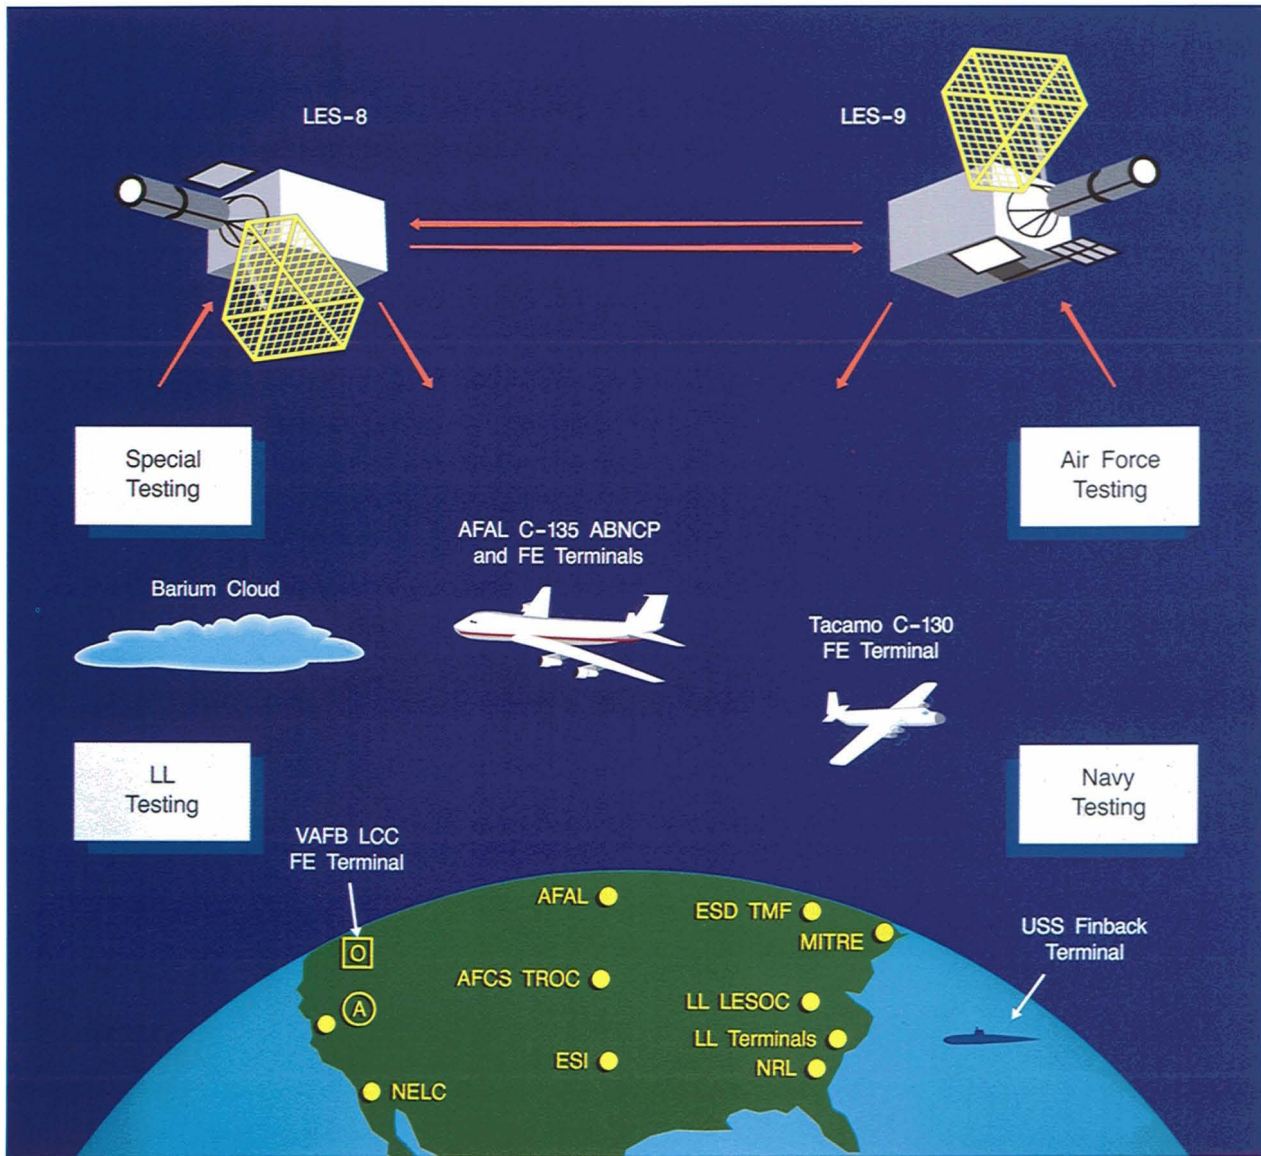 LES-8
LES-9
Special
Testing
Air Force
Testing
AFAL C-135 ABNCP
and FE Terminals
Barium Cloud
Tacamo C-130
FE Terminal
LL
Testing
Navy
Testing
VAFB LCC
FE Terminal
AFAL
ESD TMF
MITRE
USS Finback
Terminal
O
AFCS TROC
LL LESOC
A
LL Terminals
ESI
NRL
NELC